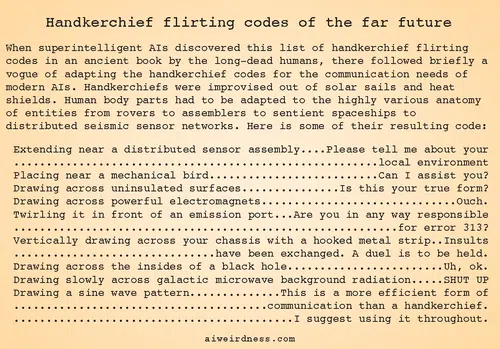 Handkerchief flirting codes of the far future
When superintelligent AIs discovered this list of handkerchief flirting
codes in an ancient book by the long-dead humans, there followed briefly a
vogue of adapting the handkerchief codes for the communication needs of
modern AIs. Handkerchiefs were improvised out of solar sails and heat
shields. Human body parts had to be adapted to the highly various anatomy
of entities from rovers to assemblers to sentient spaceships to
distributed seismic sensor networks. Here is some of their resulting code:
Extending near a distributed sensor assembly....Please tell me about your
......................................................local environment
Placing near a mechanical bird.........................Can I assist you?
Drawing across uninsulated surfaces...............Is this your true form?
Drawing across powerful electromagnets.............................Ouch.
Twirling it in front of an emission port...Are you in any way responsible
.........................................................for error 313?
Vertically drawing across your chassis with a hooked metal strip..Insults
..............................have been exchanged. A duel is to be held.
Drawing across the insides of a black hole.......................Uh, ok.
Drawing slowly across galactic microwave background radiation.....SHUT UP
Drawing a sine wave pattern..............This is a more efficient form of
.....................................communication than a handkerchief.
.........................................I suggest using it throughout.
aiweirdness.com